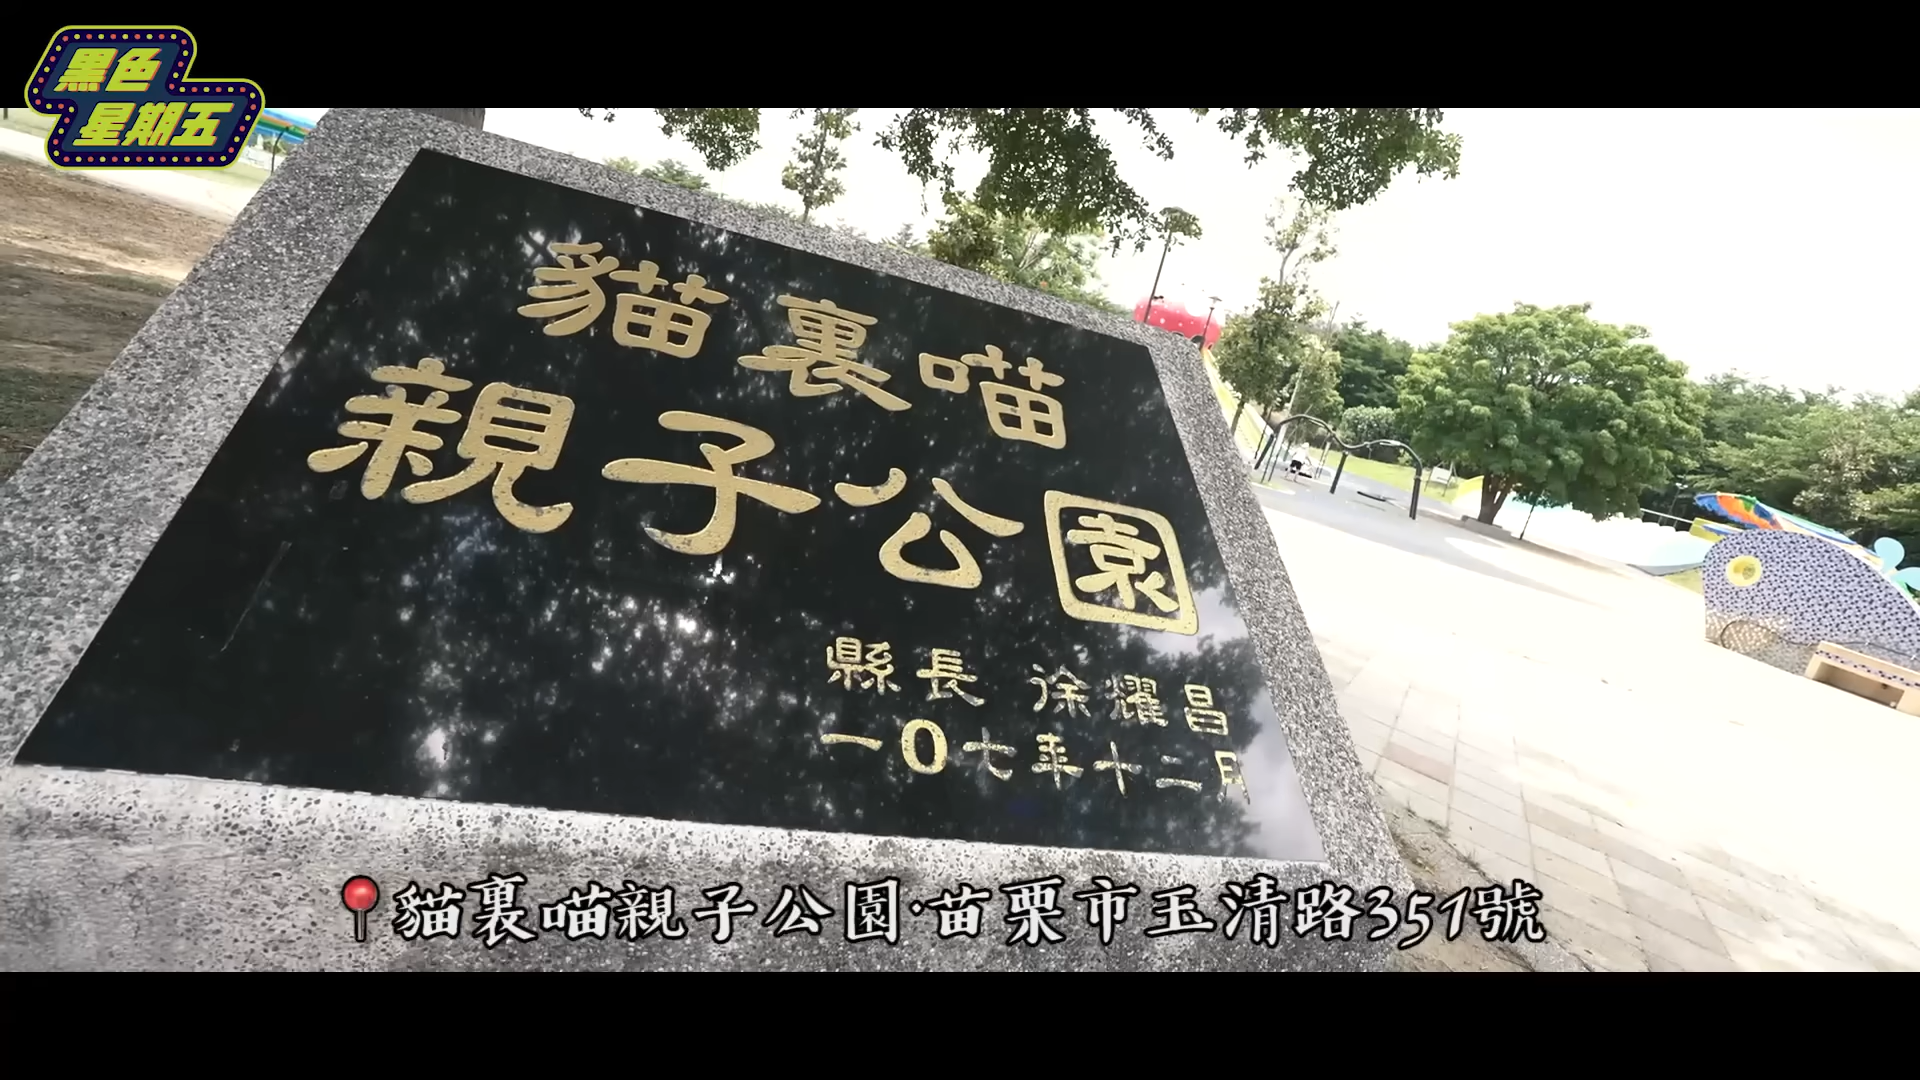 黑色
星期五
貓裏喵
親子公園
縣長 徐耀昌
一0七年十二月
貓裏喵親子公園·苗栗市玉清路351號